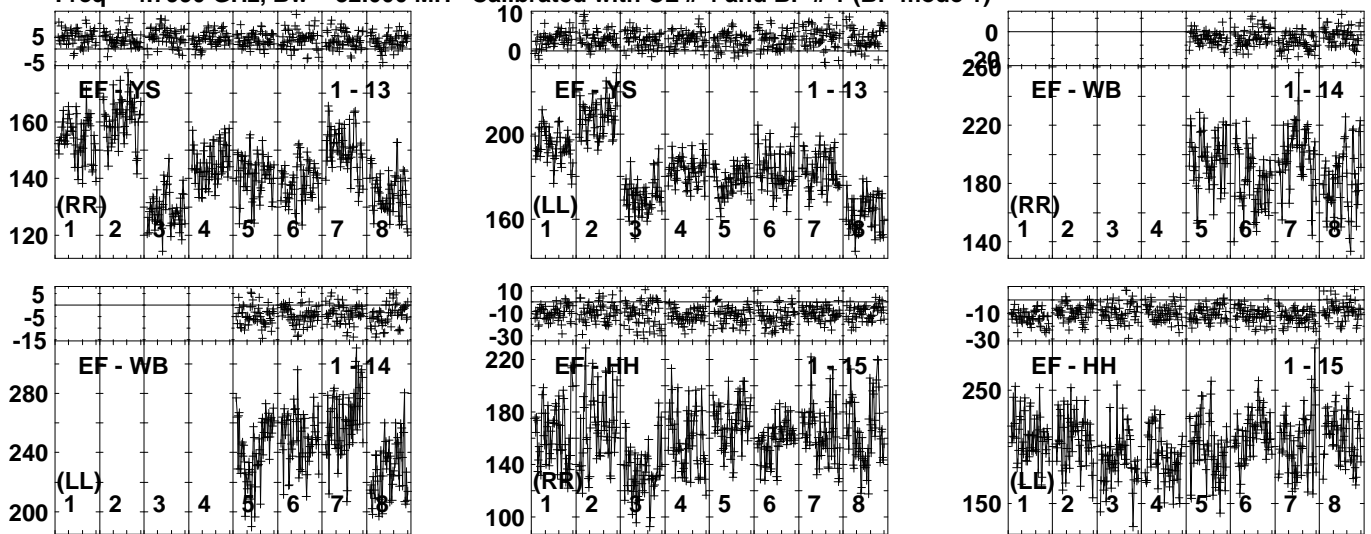 Freq = GHz, Bw = MH Calibrated with CL # and BP # (BP mode 1)
5
-5
EF - YS 1 - 13
160
140
120
(RR)
1 2 3 4 5 6 7 8
10
0
EF - YS 1 - 13
200
160
(LL)
1 2 3 4 5 6 7 8
0
20
260
EF - WB 1 - 14
220
180
140
(RR)
1 2 3 4 5 6 7 8
5
-5
-15
EF - WB 1 - 14
280
240
200
(LL)
1 2 3 4 5 6 7 8
10
-10
-30
220
EF - HH 1 - 15
180
140
100
(RR)
1 2 3 4 5 6 7 8
-10
-30
EF - HH 1 - 15
250
150
(LL)
1 2 3 4 5 6 7 8